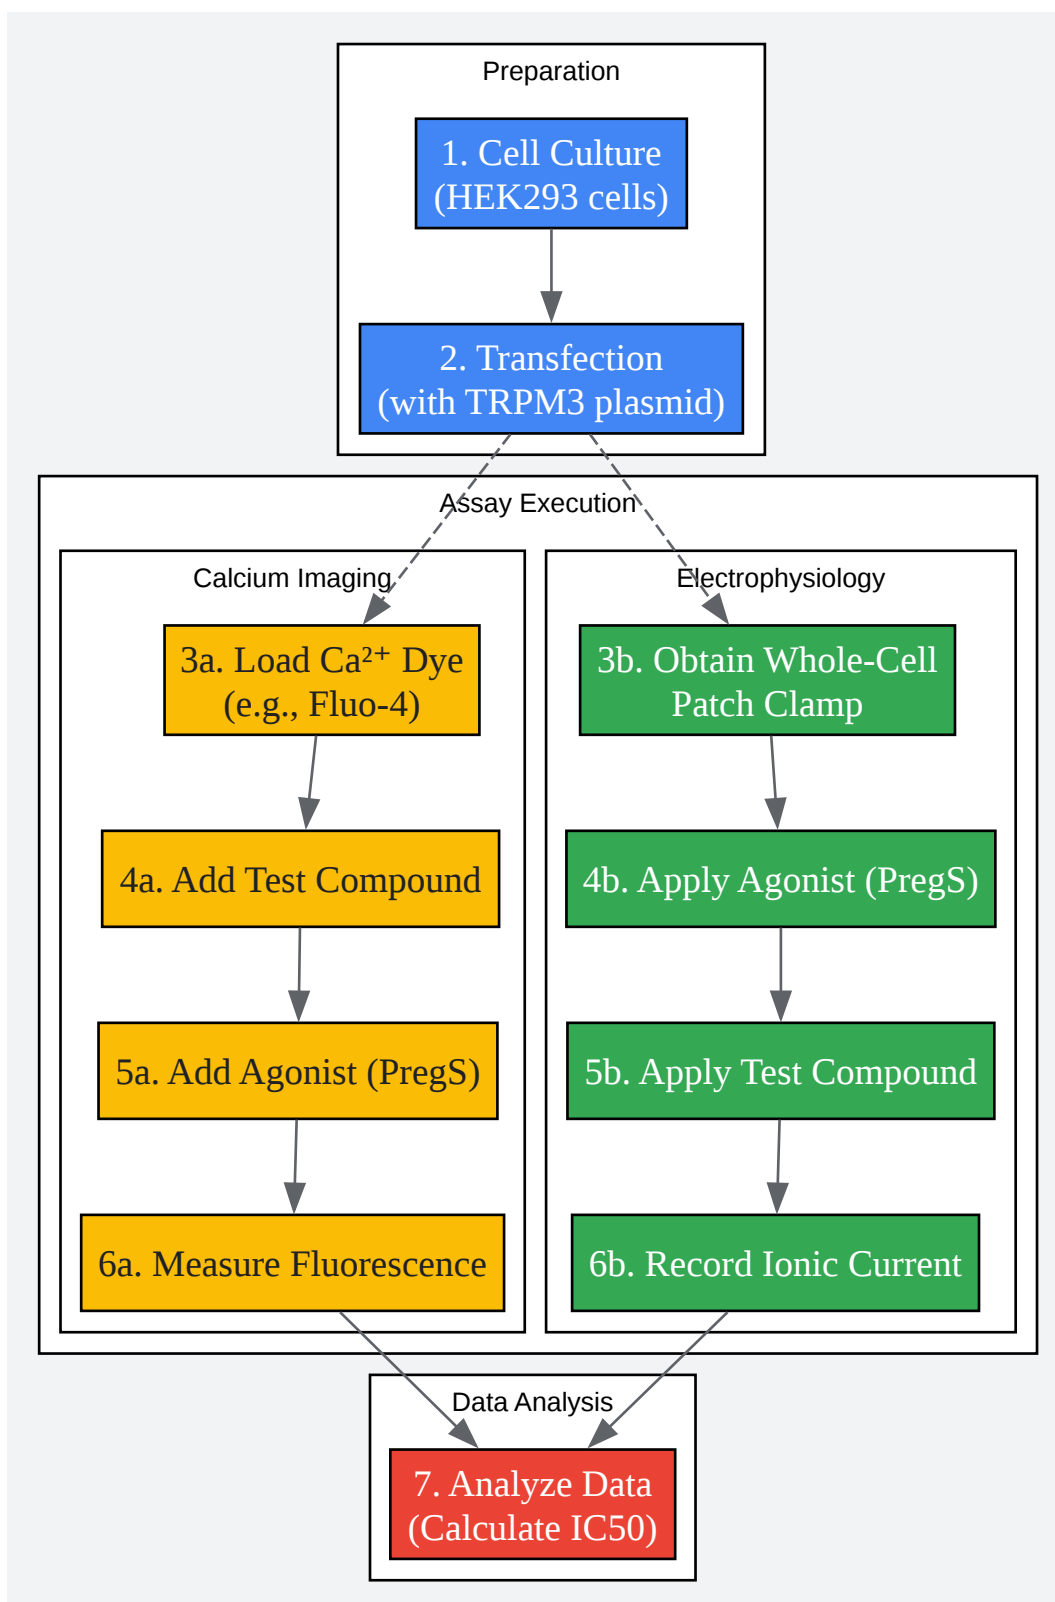 Preparation
1. Cell Culture
(HEK293 cells)
2. Transfection
(with TRPM3 plasmid)
Assay Execution
Calcium Imaging
3a. Load Ca²⁺ Dye
(e.g., Fluo-4)
4a. Add Test Compound
5a. Add Agonist (PregS)
6a. Measure Fluorescence
Electrophysiology
3b. Obtain Whole-Cell
Patch Clamp
4b. Apply Agonist (PregS)
5b. Apply Test Compound
6b. Record Ionic Current
Data Analysis
7. Analyze Data
(Calculate IC50)